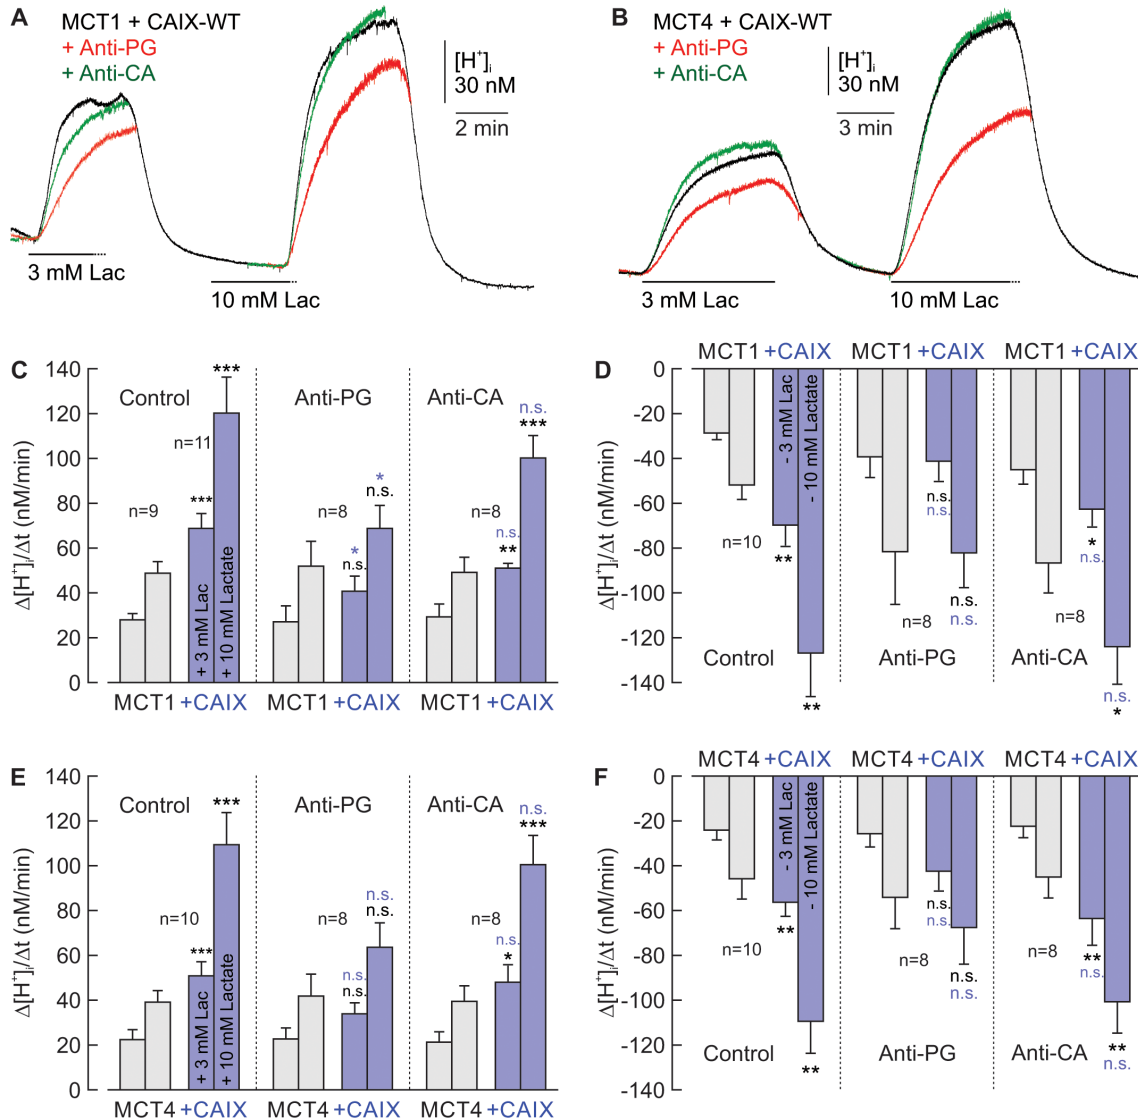 A
MCT1 + CAIX-WT
+ Anti-PG
+ Anti-CA
[H+]i
30 nM
2 min
3 mM Lac
10 mM Lac
B
MCT4 + CAIX-WT
+ Anti-PG
+ Anti-CA
[H+]i
30 nM
3 min
3 mM Lac
10 mM Lac
C
Δ[H+]i/Δt (nM/min)
140
120
100
80
60
40
20
0
Control
n=9
n=11
***
***
+ 3 mM Lac
+ 10 mM Lactate
MCT1 +CAIX
Anti-PG
n=8
*
n.s.
*
n.s.
MCT1 +CAIX
Anti-CA
n=8
n.s.
**
n.s.
***
MCT1 +CAIX
D
Δ[H+]i/Δt (nM/min)
0
-20
-40
-60
-80
-100
-120
-140
MCT1 +CAIX
- 3 mM Lac
- 10 mM Lactate
n=10
**
**
Control
MCT1 +CAIX
n.s.
n.s.
n=8
n.s.
n.s.
Anti-PG
MCT1 +CAIX
*
n.s.
n=8
n.s.
*
Anti-CA
E
Δ[H+]i/Δt (nM/min)
140
120
100
80
60
40
20
0
Control
n=10
***
***
+ 3 mM Lac
+ 10 mM Lactate
MCT4 +CAIX
Anti-PG
n=8
n.s.
n.s.
n.s.
n.s.
MCT4 +CAIX
Anti-CA
n=8
n.s.
*
n.s.
***
MCT4 +CAIX
F
Δ[H+]i/Δt (nM/min)
0
-20
-40
-60
-80
-100
-120
-140
MCT4 +CAIX
- 3 mM Lac
- 10 mM Lactate
n=10
**
**
Control
MCT4 +CAIX
n.s.
n.s.
n=8
n.s.
n.s.
Anti-PG
MCT4 +CAIX
**
n.s.
n=8
**
n.s.
Anti-CA